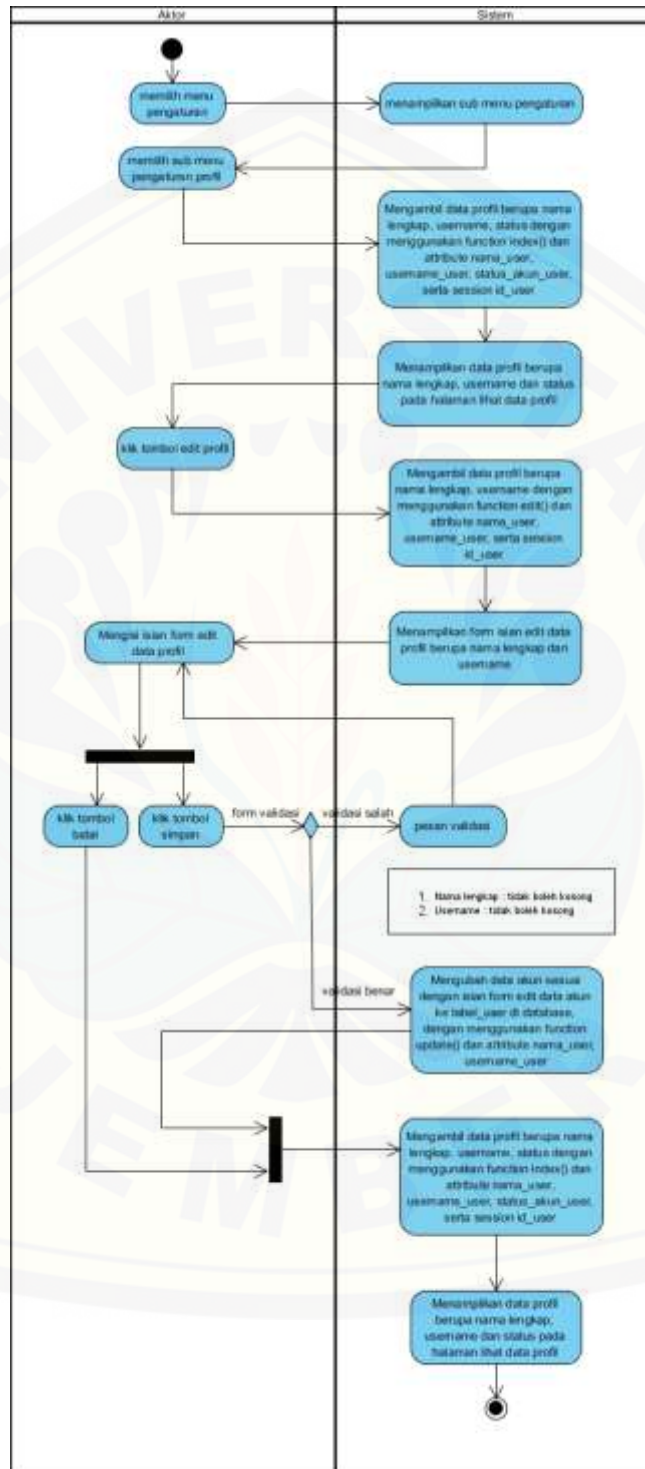 Aktor
Sistem
memilih menu
pengaturan
menampilkan sub menu pengaturan
memilih sub menu
pengaturan profil
Mengambil data profil berupa nama
lengkap, username, status dengan
menggunakan function index() dan
attribute nama_user,
username_user, status_akun_user,
serta session id_user
Menampilkan data profil berupa
nama lengkap, username dan status
pada halaman lihat data profil
klik tombol edit profil
Mengambil data profil berupa
nama lengkap, username dengan
menggunakan function edit() dan
attribute nama_user,
username_user, serta session
id_user
Mengisi isian form edit
data profil
Menampilkan form isian edit data
profil berupa nama lengkap dan
username
klik tombol
batal
klik tombol
simpan
form validasi
validasi salah
pesan validasi
1. Nama lengkap : tidak boleh kosong
2. Username : tidak boleh kosong
validasi benar
Mengubah data akun sesuai
dengan isian form edit data akun
ke tabel_user di database,
dengan menggunakan function
update() dan attribute nama_user,
username_user
Mengambil data profil berupa nama
lengkap, username, status dengan
menggunakan function index() dan
attribute nama_user,
username_user, status_akun_user,
serta session id_user
Menampilkan data profil
berupa nama lengkap,
username dan status pada
halaman lihat data profil
UNIVERSITAS
JEMBER